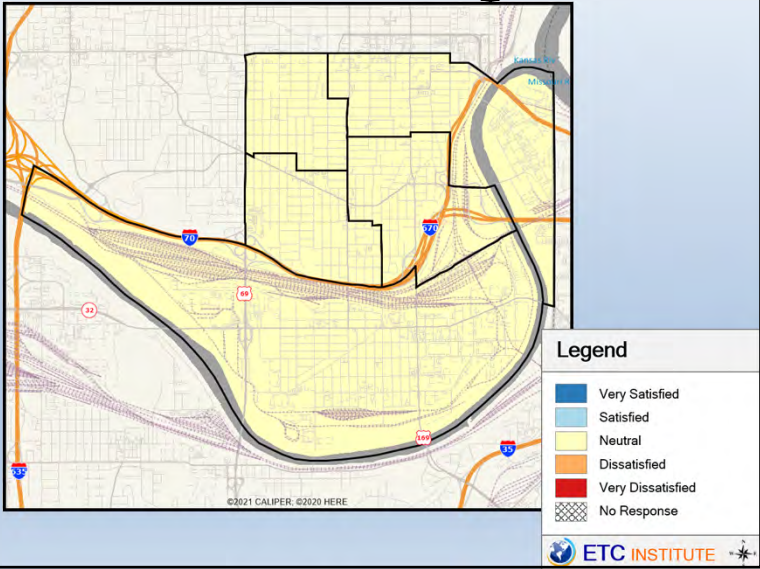 Kansas
Missouri
70
670
69
32
169
635
35
©2021 CALIPER; ©2020 HERE
Legend
Very Satisfied
Satisfied
Neutral
Dissatisfied
Very Dissatisfied
No Response
ETC INSTITUTE
N
W
E
S